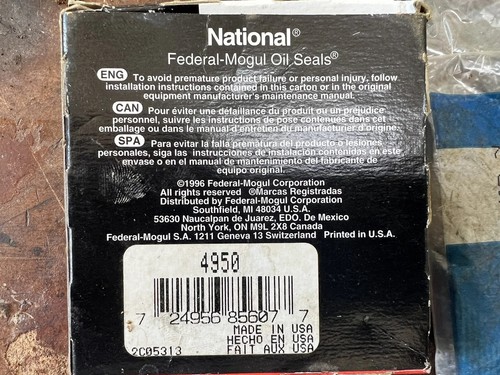 National®
Federal-Mogul Oil Seals®
ENG To avoid premature product failure or personal injury, follow
installation instructions contained in this carton or in the original
equipment manufacturer's maintenance manual.
CAN Pour éviter une défaillance du produit ou un préjudice
personnel, suivre les instructions de pose contenues dans cet
emballage ou dans le manuel d'entretien du manufacturier d'origine.
SPA Para evitar la falla prematura del producto o lesiones
personales, siga las instrucciones de instalación contenidas en este
envase o en el manual de mantenimiento del fabricante de
equipo original.
©1996 Federal-Mogul Corporation
All rights reserved ®Marcas Registradas
Distributed by Federal-Mogul Corporation
Southfield, MI 48034 U.S.A.
53630 Naucalpan de Juarez, EDO. De Mexico
North York, ON M9L 2X8 Canada
Federal-Mogul S.A. 1211 Geneva 13 Switzerland Printed in U.S.A.
4950
7 24956 85607 7
MADE IN USA
HECHO EN USA
2C05313 FAIT AUX USA